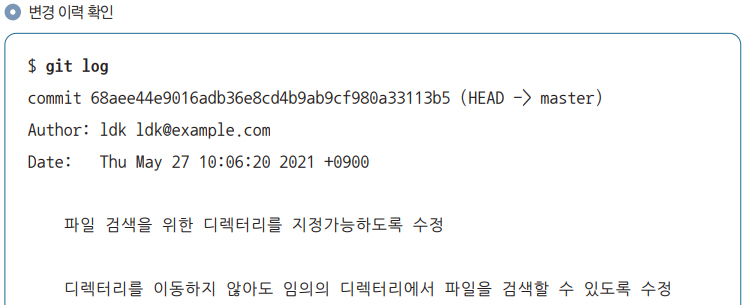 변경 이력 확인
$ git log
commit 68aee44e9016adb36e8cd4b9ab9cf980a33113b5 (HEAD -> master)
Author: ldk ldk@example.com
Date:   Thu May 27 10:06:20 2021 +0900
파일 검색을 위한 디렉터리를 지정가능하도록 수정
디렉터리를 이동하지 않아도 임의의 디렉터리에서 파일을 검색할 수 있도록 수정